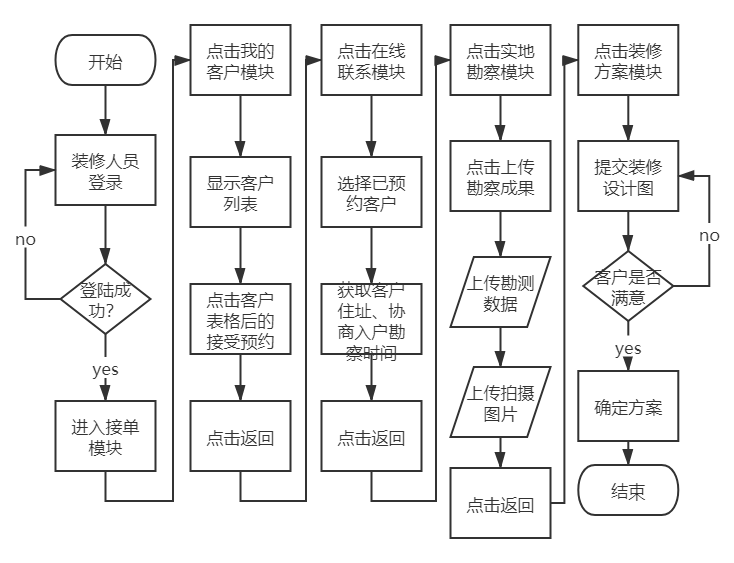 开始
装修人员
登录
no
登陆成
功?
yes
进入接单
模块
点击我的
客户模块
显示客户
列表
点击客户
表格后的
接受预约
点击返回
点击在线
联系模块
选择已预
约客户
获取客户
住址、协
商入户勘
察时间
点击返回
点击实地
勘察模块
点击上传
勘察成果
上传勘测
数据
上传拍摄
图片
点击返回
点击装修
方案模块
提交装修
设计图
no
客户是否
满意
yes
确定方案
结束